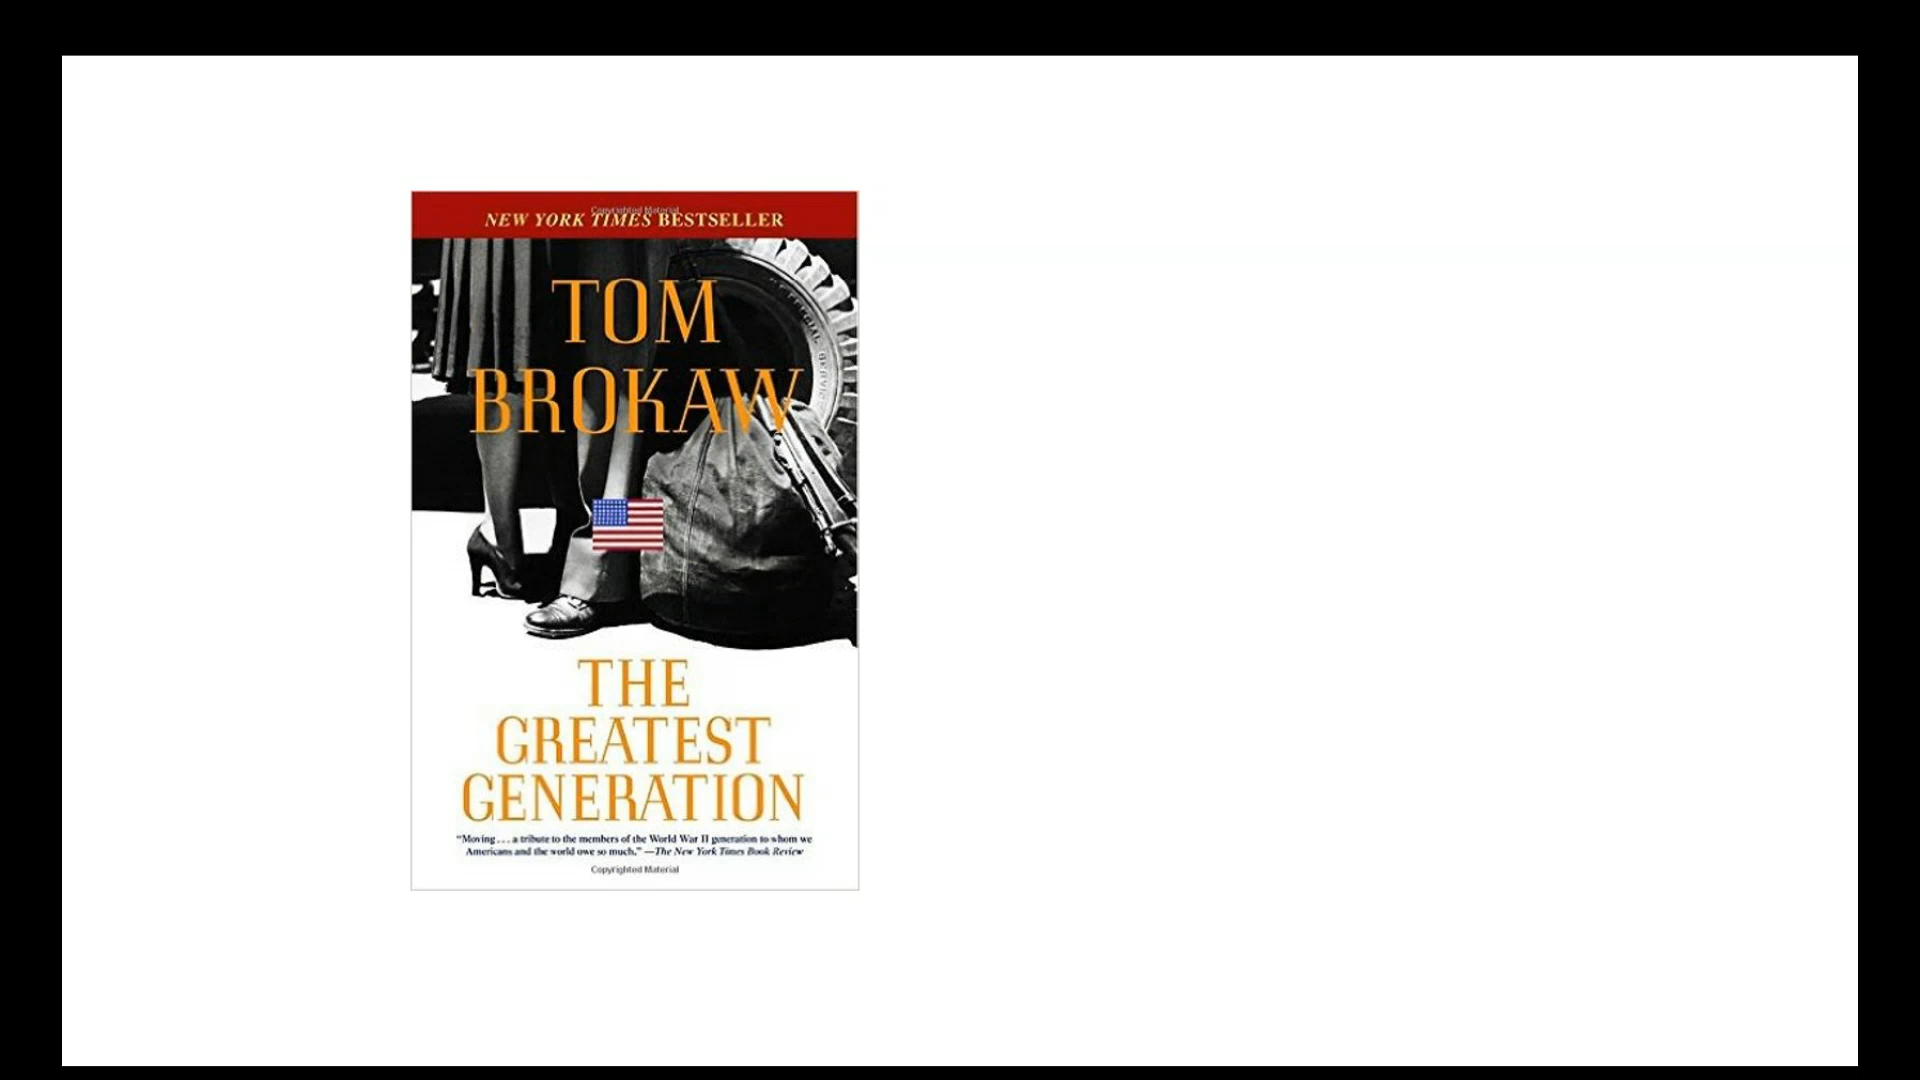 Copyrighted Material
NEW YORK TIMES BESTSELLER
TOM
BROKAW
THE
GREATEST
GENERATION
“Moving . . . a tribute to the members of the World War II generation to whom we
Americans and the world owe so much.” —The New York Times Book Review
Copyrighted Material